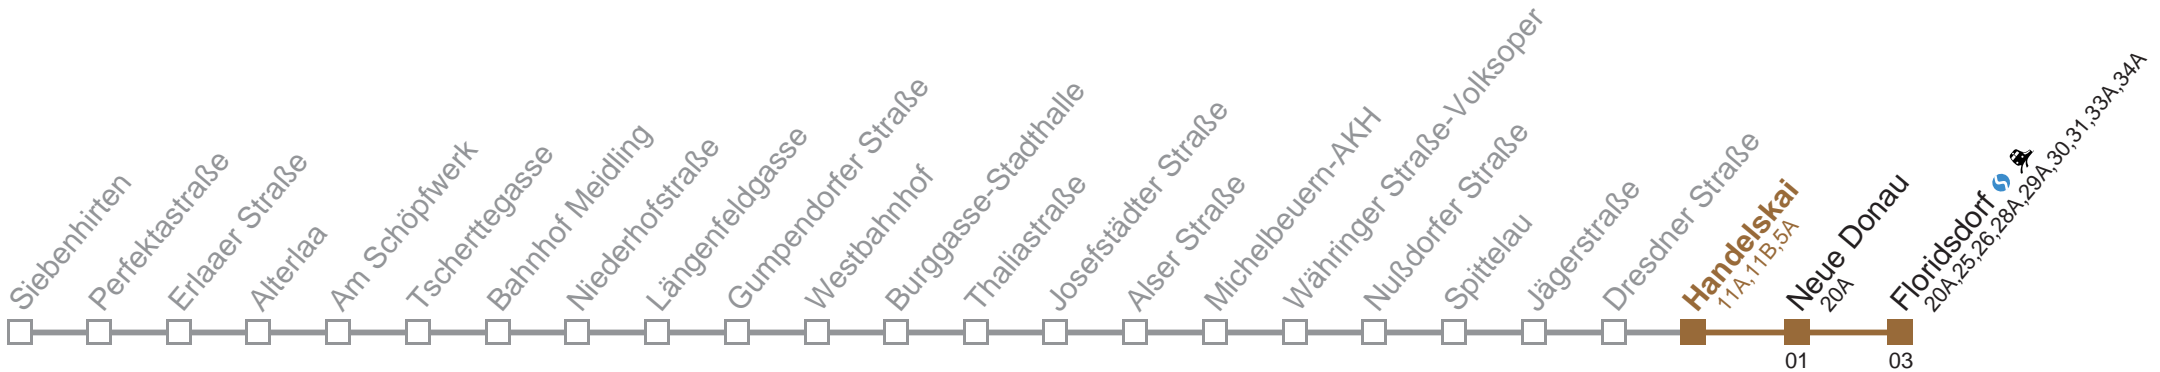 Siebenhirten
Perfektastraße
Erlaaer Straße
Alterlaa
Am Schöpfwerk
Tscherttegasse
Bahnhof Meidling
Niederhofstraße
Längenfeldgasse
Gumpendorfer Straße
Westbahnhof
Burggasse-Stadthalle
Thaliastraße
Josefstädter Straße
Alser Straße
Michelbeuern-AKH
Währinger Straße-Volksoper
Nußdorfer Straße
Spittelau
Jägerstraße
Dresdner Straße
Handelskai
11A,11B,5A
Neue Donau
20A
Floridsdorf
20A,25,26,28A,29A,30,31,33A,34A
01
03